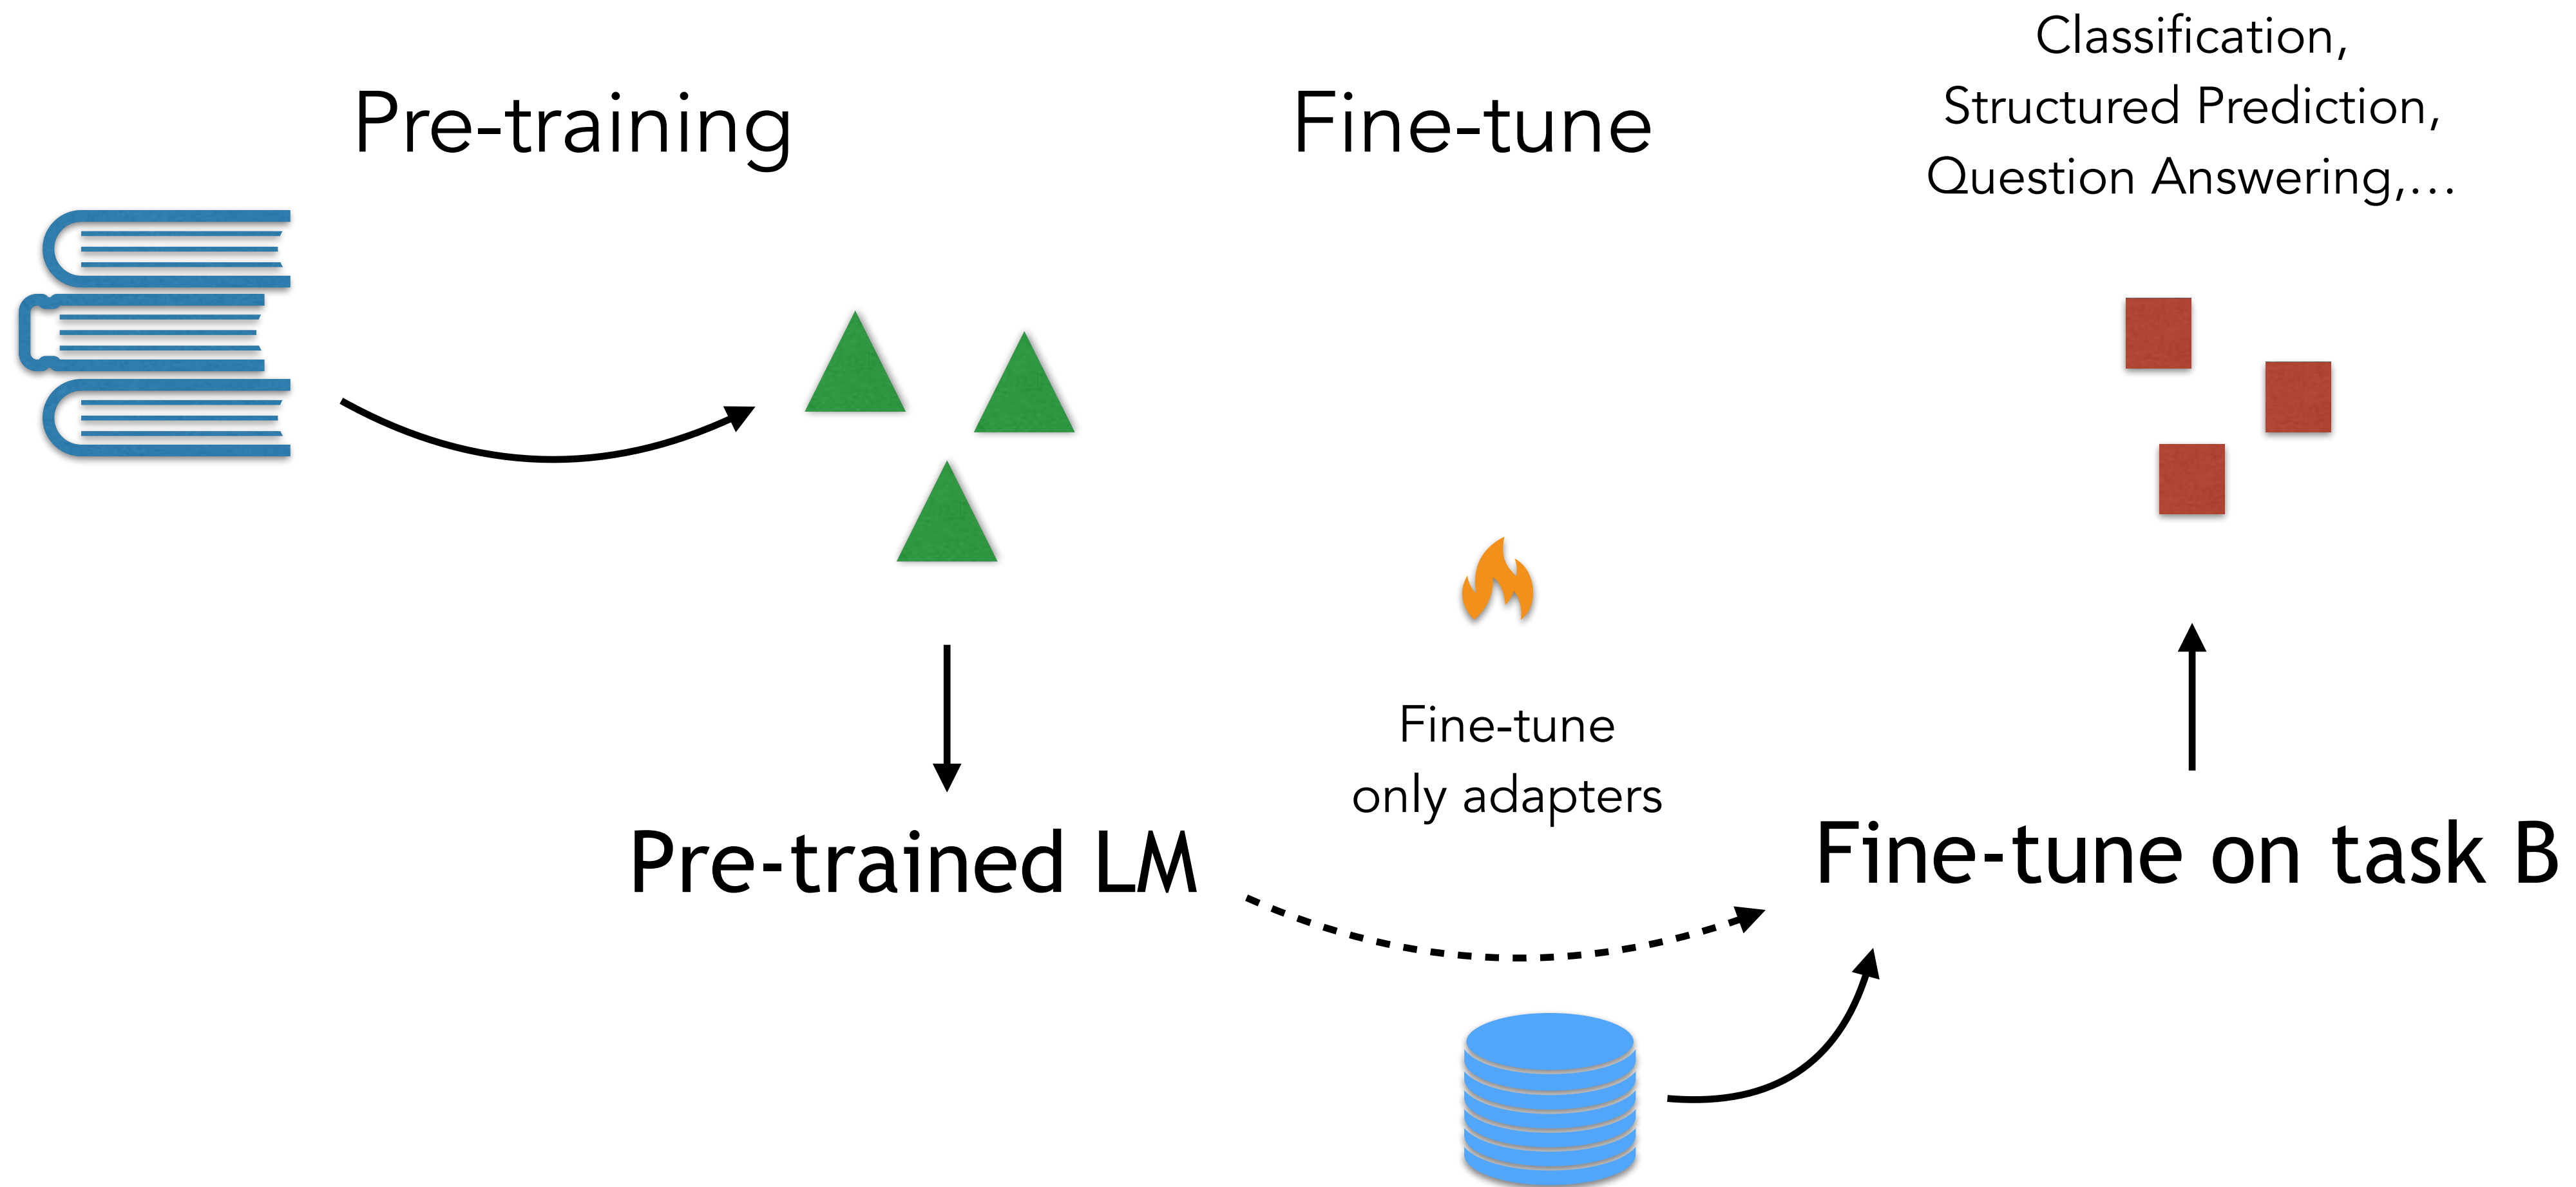 Pre-training
Fine-tune
Classification,
Structured Prediction,
Question Answering,...
Fine-tune
only adapters
Pre-trained LM
Fine-tune on task B